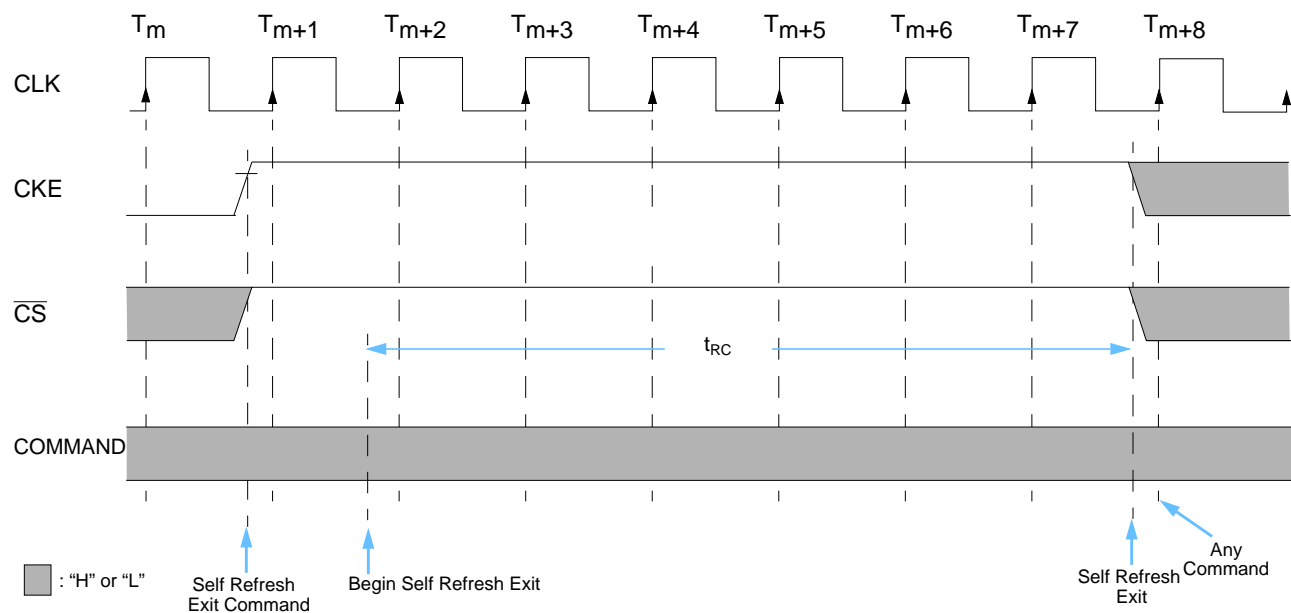 Tm Tm+1 Tm+2 Tm+3 Tm+4 Tm+5 Tm+6 Tm+7 Tm+8
CLK
CKE
CS
tRC
COMMAND
: “H” or “L”
Self Refresh
Exit Command
Begin Self Refresh Exit
Self Refresh
Exit
Any
Command